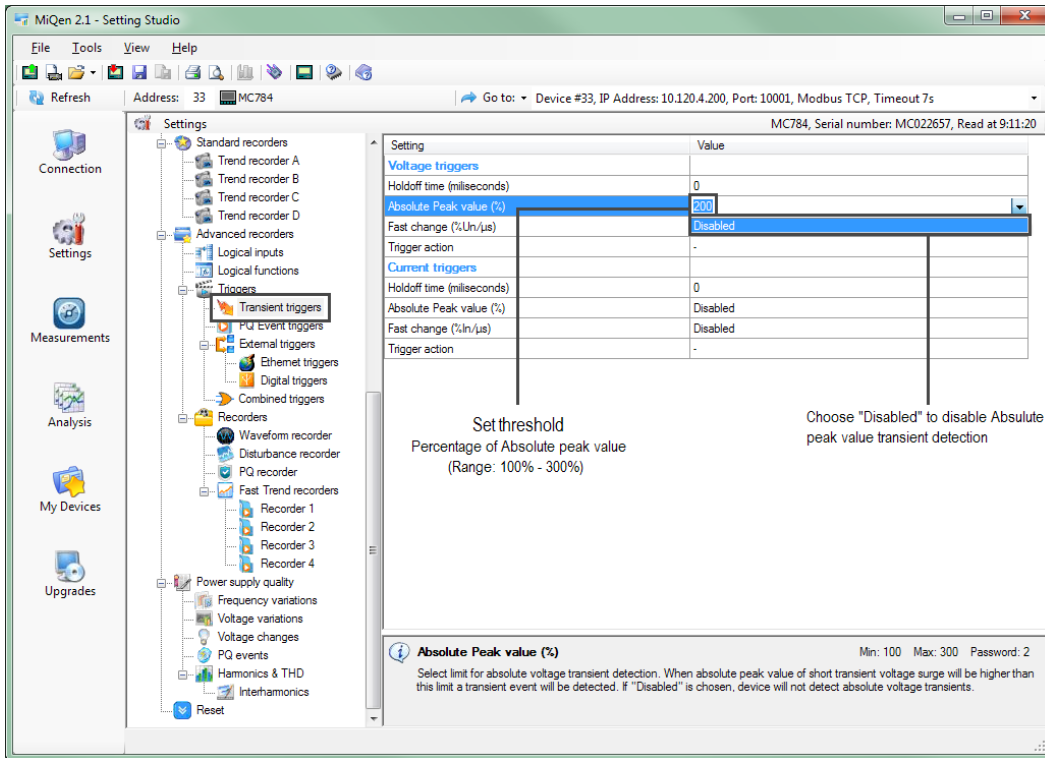 MiQen 2.1 - Setting Studio
File Tools View Help
Refresh Address: 33 MC784 Go to: Device #33, IP Address: 10.120.4.200, Port: 10001, Modbus TCP, Timeout 7s
Settings MC784, Serial number: MC022657, Read at 9:11:20
Connection
Settings
Measurements
Analysis
My Devices
Upgrades
Standard recorders
Trend recorder A
Trend recorder B
Trend recorder C
Trend recorder D
Advanced recorders
Logical inputs
Logical functions
Triggers
Transient triggers
PQ Event triggers
External triggers
Ethernet triggers
Digital triggers
Combined triggers
Recorders
Waveform recorder
Disturbance recorder
PQ recorder
Fast Trend recorders
Recorder 1
Recorder 2
Recorder 3
Recorder 4
Power supply quality
Frequency variations
Voltage variations
Voltage changes
PQ events
Harmonics & THD
Interharmonics
Reset
Setting Value
Voltage triggers
Holdoff time (miliseconds) 0
Absolute Peak value (%) 200
Fast change (%Un/µs) Disabled
Trigger action -
Current triggers
Holdoff time (miliseconds) 0
Absolute Peak value (%) Disabled
Fast change (%In/µs) Disabled
Trigger action -
Set threshold
Percentage of Absolute peak value
(Range: 100% - 300%)
Choose "Disabled" to disable Absulute
peak value transient detection
Absolute Peak value (%) Min: 100 Max: 300 Password: 2
Select limit for absolute voltage transient detection. When absolute peak value of short transient voltage surge will be higher than
this limit a transient event will be detected. If "Disabled" is chosen, device will not detect absolute voltage transients.